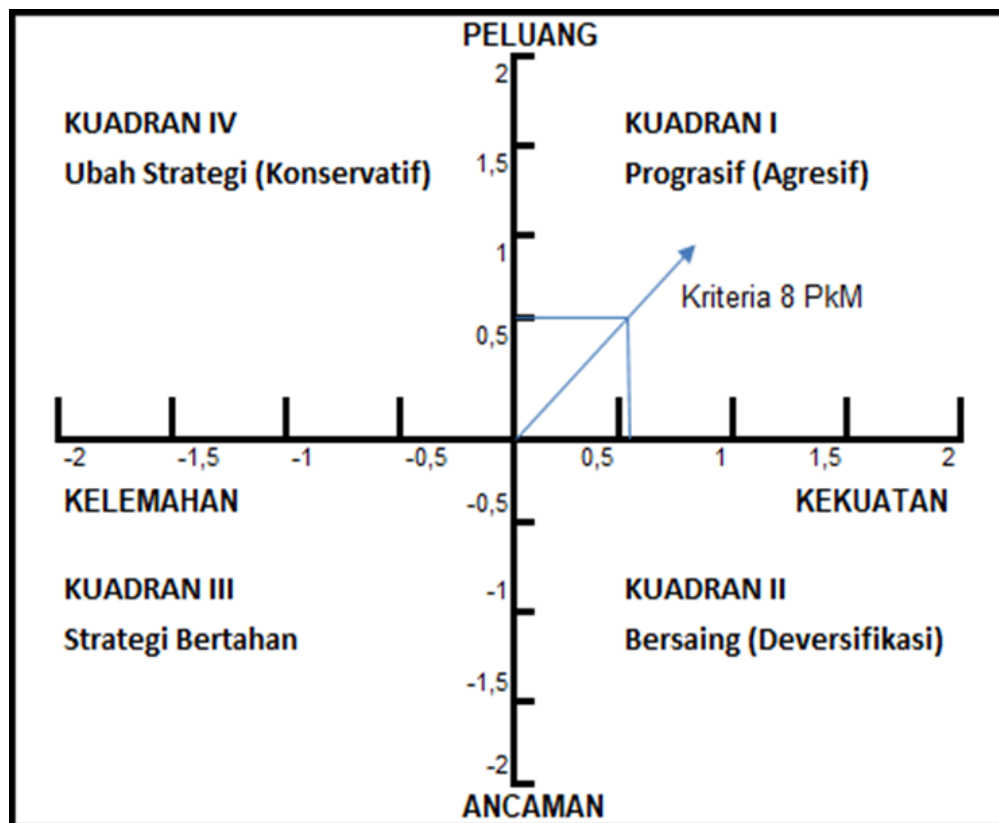 PELUANG
2
KUADRAN IV
Ubah Strategi (Konservatif)
KUADRAN I
Prograsif (Agresif)
1,5
1
Kriteria 8 PkM
0,5
-2 -1,5 -1 -0,5 0,5 1 1,5 2
KELEMAHAN
KEKUATAN
-0,5
KUADRAN III
Strategi Bertahan
-1
KUADRAN II
Bersaing (Deversifikasi)
-1,5
-2
ANCAMAN